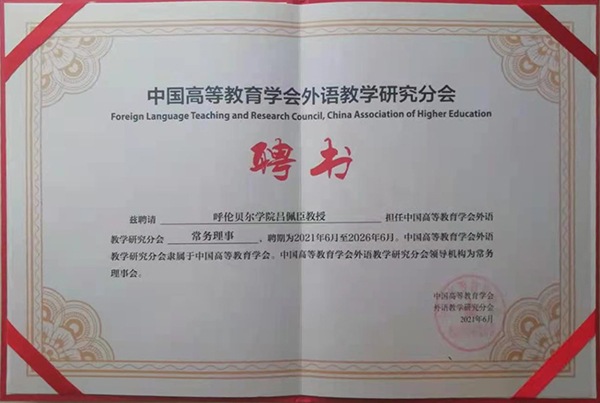 中国高等教育学会外语教学研究分会
Foreign Language Teaching and Research Council, China Association of Higher Education
聘书
兹聘请 呼伦贝尔学院吕佩臣教授 担任中国高等教育学会外语
教学研究分会 常务理事 ，聘期为2021年6月至2026年6月。中国高等教育学会外语
教学研究分会隶属于中国高等教育学会。中国高等教育学会外语教学研究分会领导机构为常务
理事会。
中国高等教育学会
外语教学研究分会
2021年6月